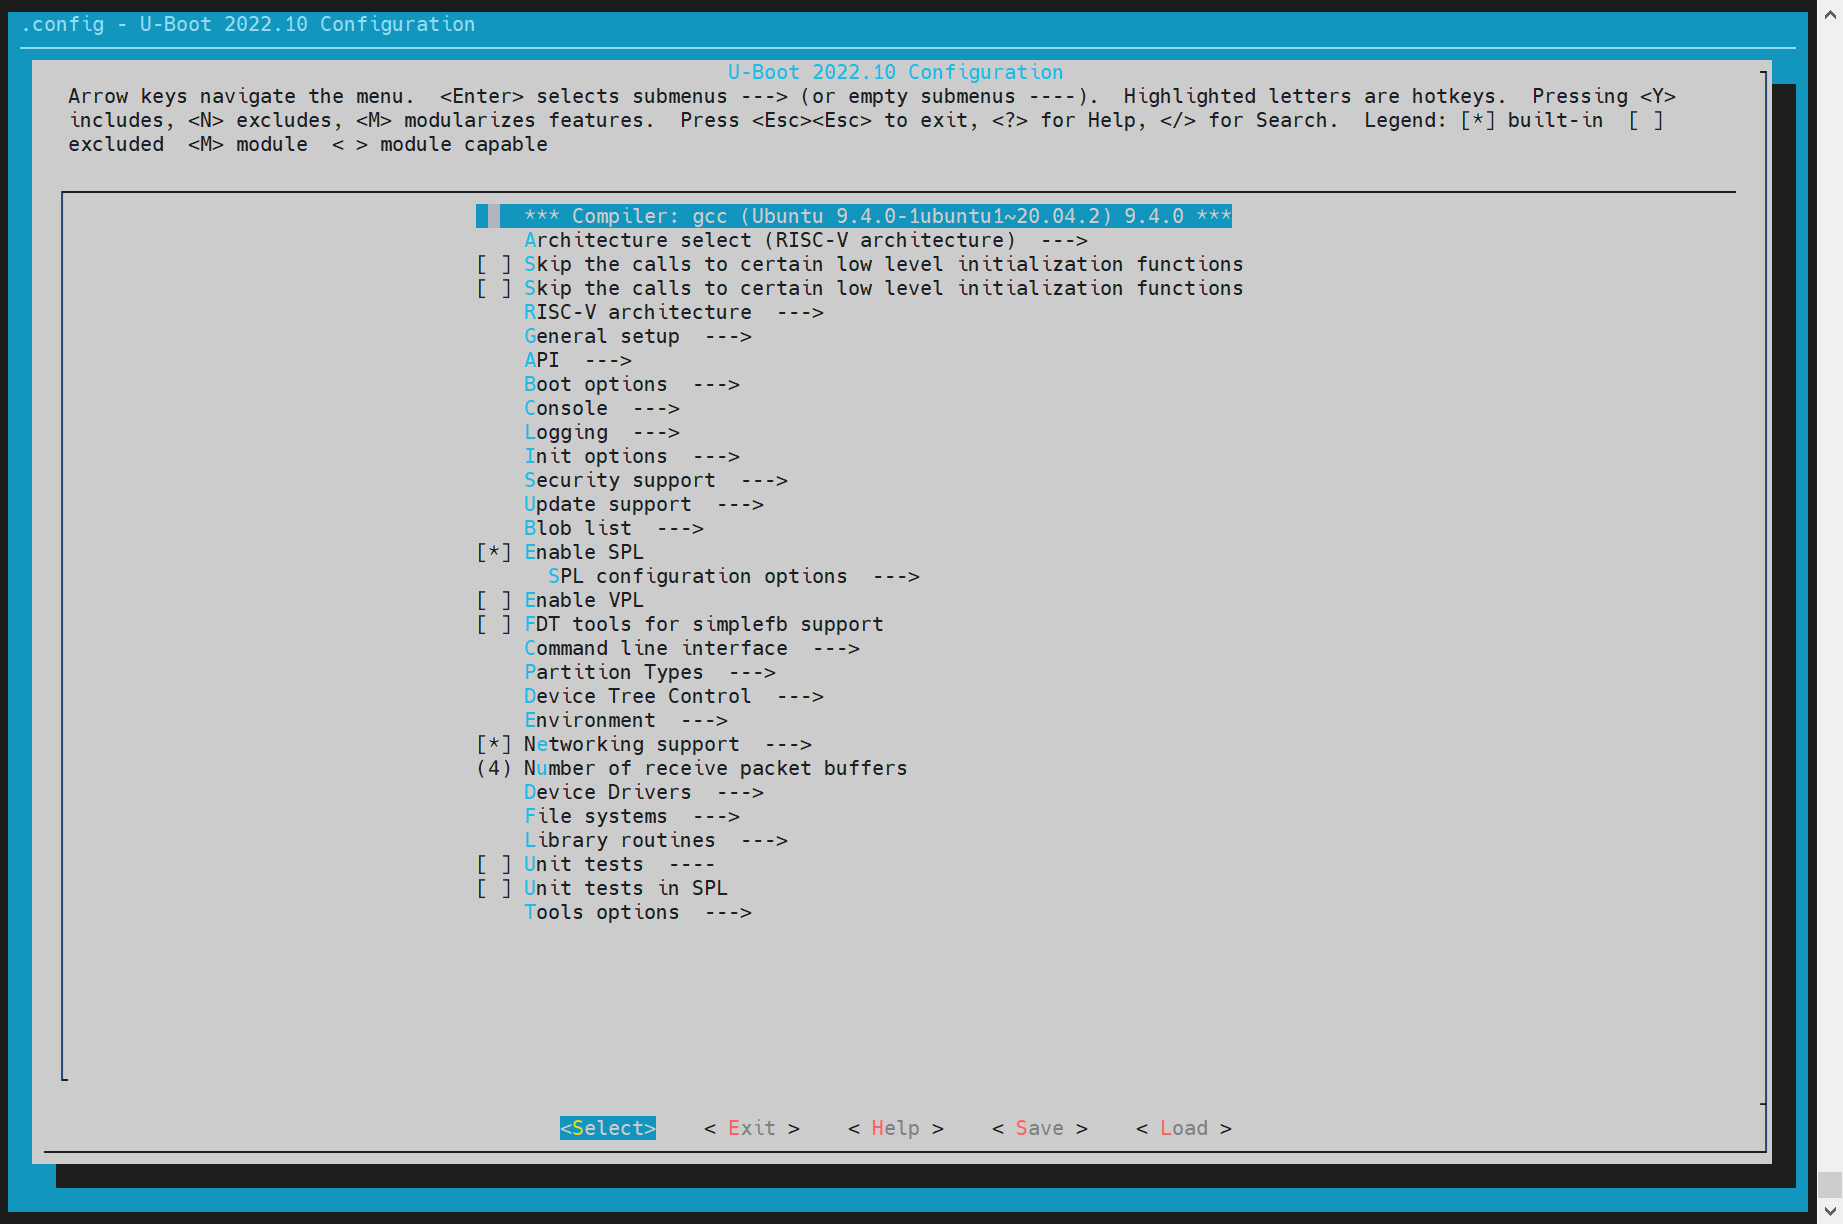 .config - U-Boot 2022.10 Configuration
U-Boot 2022.10 Configuration
Arrow keys navigate the menu.  <Enter> selects submenus ---> (or empty submenus ----).  Highlighted letters are hotkeys.  Pressing <Y>
includes, <N> excludes, <M> modularizes features.  Press <Esc><Esc> to exit, <?> for Help, </> for Search.  Legend: [*] built-in  [ ]
excluded  <M> module  < > module capable
*** Compiler: gcc (Ubuntu 9.4.0-1ubuntu1~20.04.2) 9.4.0 ***
Architecture select (RISC-V architecture)  --->
[ ] Skip the calls to certain low level initialization functions
[ ] Skip the calls to certain low level initialization functions
RISC-V architecture  --->
General setup  --->
API  --->
Boot options  --->
Console  --->
Logging  --->
Init options  --->
Security support  --->
Update support  --->
Blob list  --->
[*] Enable SPL
SPL configuration options  --->
[ ] Enable VPL
[ ] FDT tools for simplefb support
Command line interface  --->
Partition Types  --->
Device Tree Control  --->
Environment  --->
[*] Networking support  --->
(4) Number of receive packet buffers
Device Drivers  --->
File systems  --->
Library routines  --->
[ ] Unit tests  ----
[ ] Unit tests in SPL
Tools options  --->
<Select>    < Exit >    < Help >    < Save >    < Load >